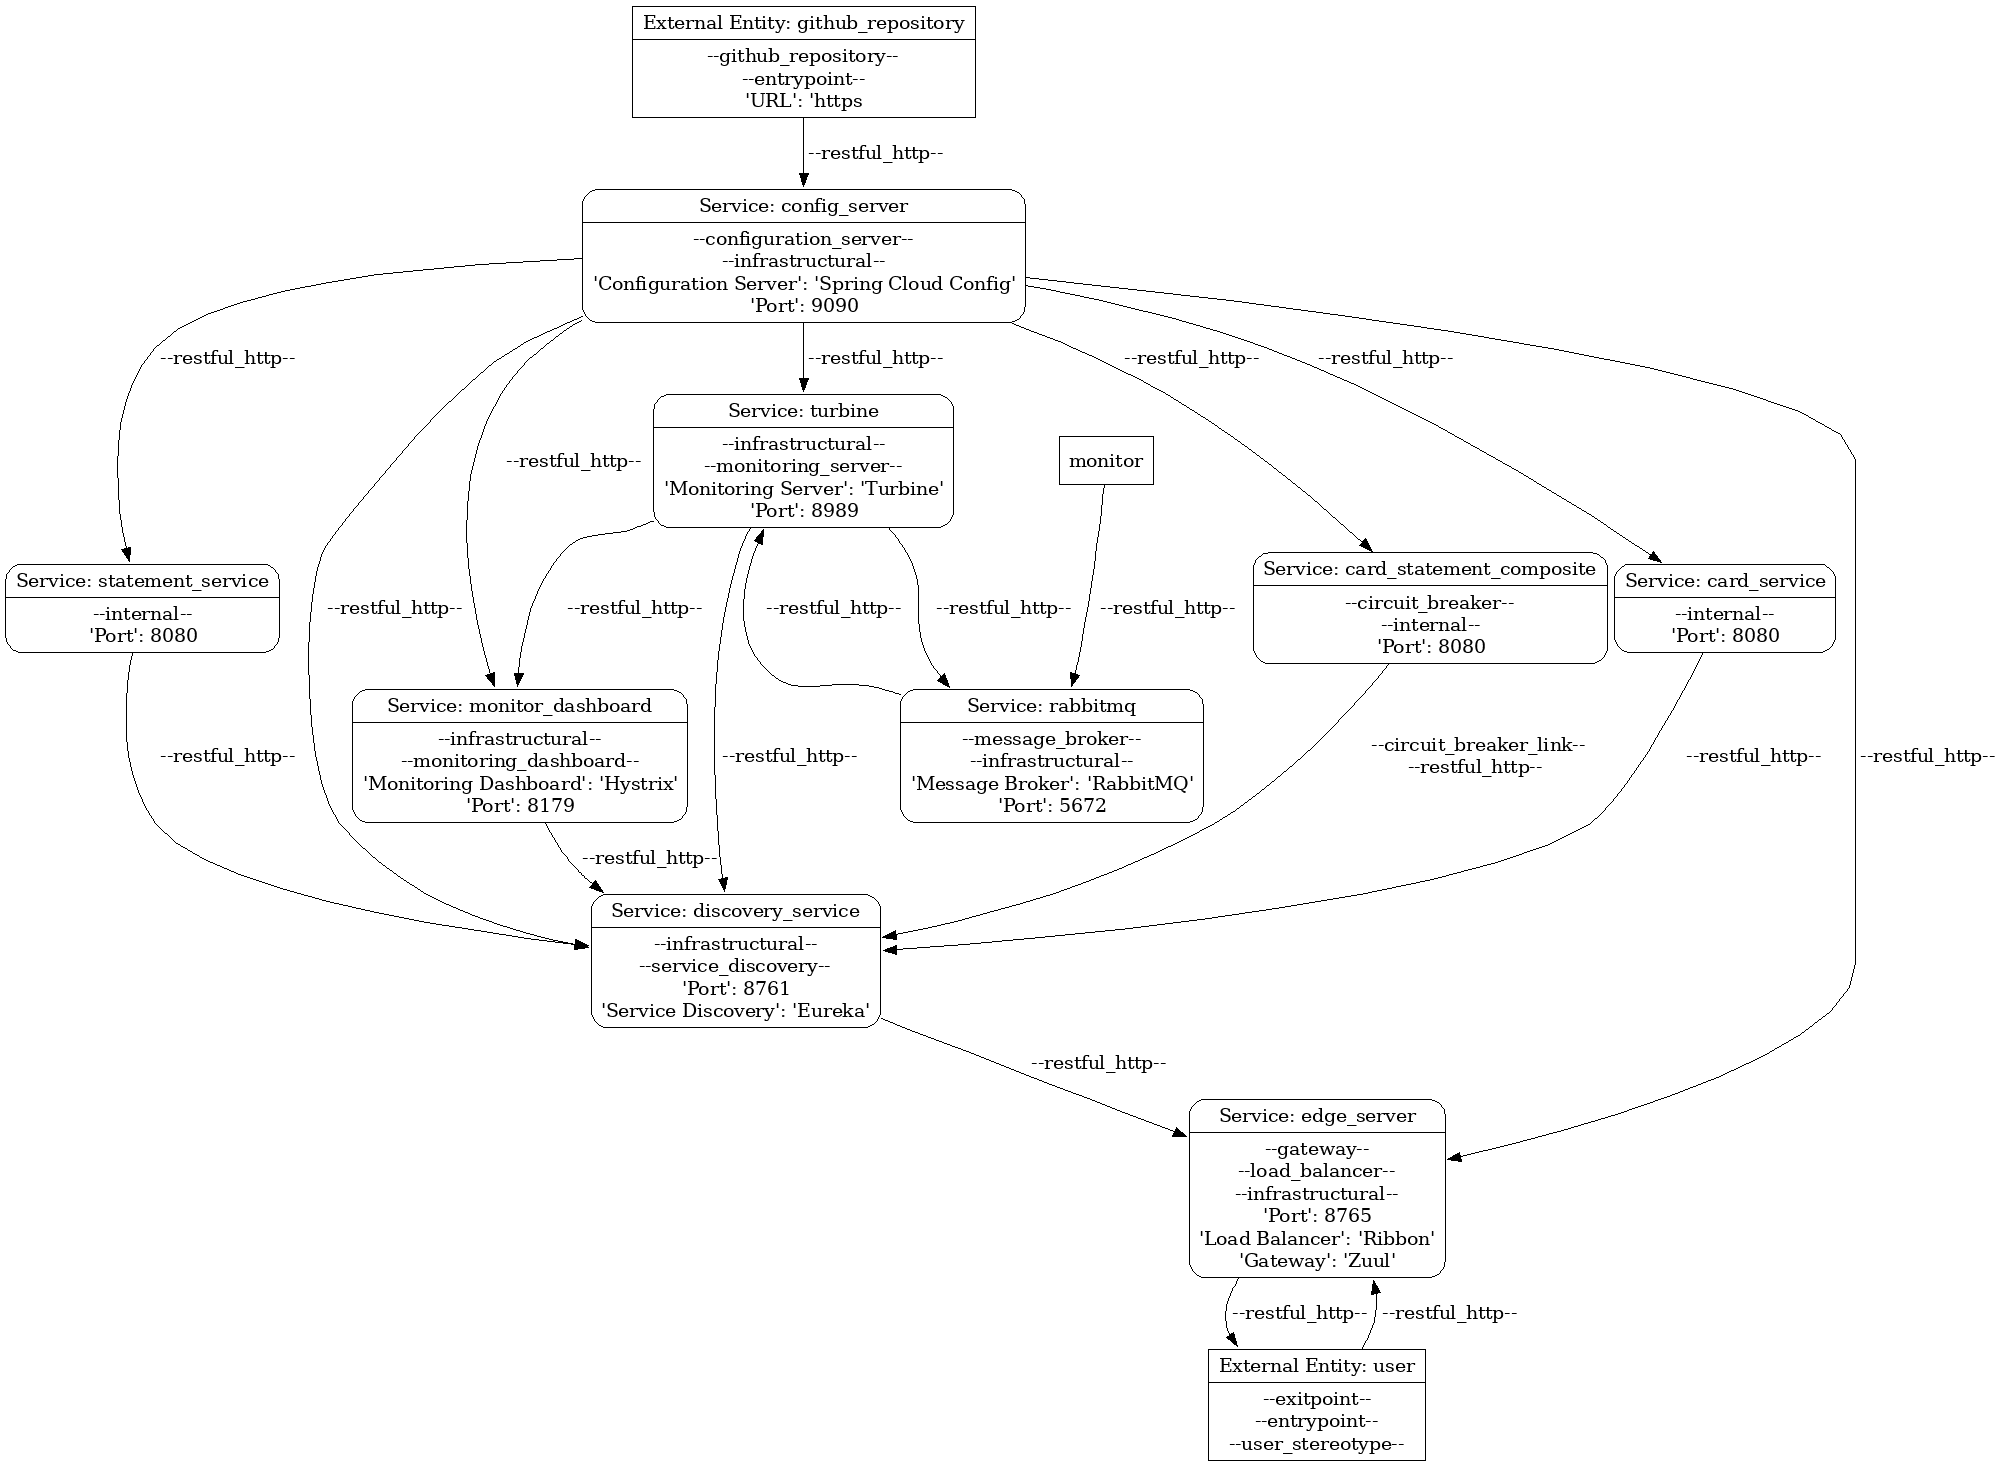 External Entity: github_repository
--github_repository--
--entrypoint--
'URL': 'https
--restful_http--
Service: config_server
--configuration_server--
--infrastructural--
'Configuration Server': 'Spring Cloud Config'
'Port': 9090
--restful_http--
--restful_http--
--restful_http--
--restful_http--
Service: turbine
--infrastructural--
--monitoring_server--
'Monitoring Server': 'Turbine'
'Port': 8989
--restful_http--
monitor
Service: statement_service
--internal--
'Port': 8080
--restful_http--
--restful_http--
--restful_http--
--restful_http--
--restful_http--
Service: card_statement_composite
--circuit_breaker--
--internal--
'Port': 8080
Service: card_service
--internal--
'Port': 8080
--restful_http--
Service: monitor_dashboard
--infrastructural--
--monitoring_dashboard--
'Monitoring Dashboard': 'Hystrix'
'Port': 8179
--restful_http--
Service: rabbitmq
--message_broker--
--infrastructural--
'Message Broker': 'RabbitMQ'
'Port': 5672
--circuit_breaker_link--
--restful_http--
--restful_http--
--restful_http--
--restful_http--
Service: discovery_service
--infrastructural--
--service_discovery--
'Port': 8761
'Service Discovery': 'Eureka'
--restful_http--
Service: edge_server
--gateway--
--load_balancer--
--infrastructural--
'Port': 8765
'Load Balancer': 'Ribbon'
'Gateway': 'Zuul'
--restful_http--
--restful_http--
External Entity: user
--exitpoint--
--entrypoint--
--user_stereotype--